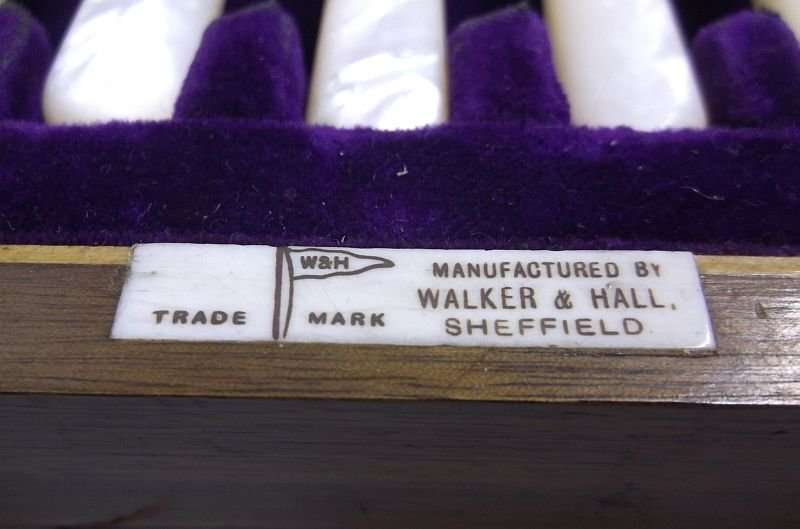 W&H
TRADE MARK
MANUFACTURED BY
WALKER & HALL,
SHEFFIELD